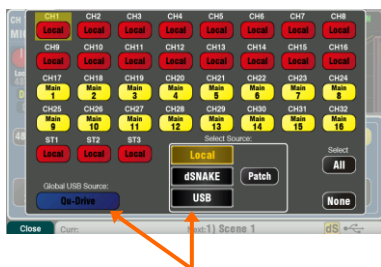 CH1 CH2 CH3 CH4 CH5 CH6 CH7 CH8
Local Local Local Local Local Local Local Local
CH9 CH10 CH11 CH12 CH13 CH14 CH15 CH16
Local Local Local Local Local Local Local Local
CH17 CH18 CH19 CH20 CH21 CH22 CH23 CH24
Main 1 Main 2 Main 3 Main 4 Main 5 Main 6 Main 7 Main 8
CH25 CH26 CH27 CH28 CH29 CH30 CH31 CH32
Main 9 Main 10 Main 11 Main 12 Main 13 Main 14 Main 15 Main 16
ST1 ST2 ST3 Select Source:
Local Local Local Local Select
All
dSNAKE Patch
Global USB Source:
Qu-Drive USB None
Close Curr: Next: 1) Scene 1 dS